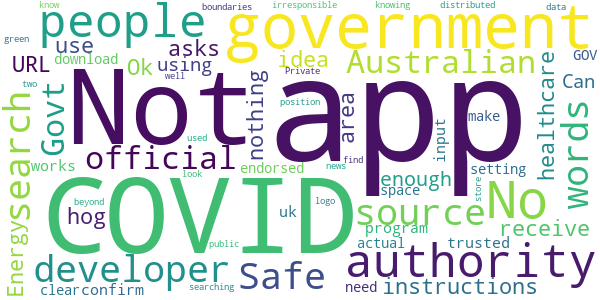 know boundaries irresponsible knowing distributed data
green people government
use asks Ok idea Australian
URL download using GOV
two Private well
Not app
Govt search official nothing area position Can healthcare words
endorsed input make setting
Energy works used find news space enough No
COVID source receive
hog uk program
beyond look logo actual trusted store
developer Safe authority
public need instructions
clearconfirm searching